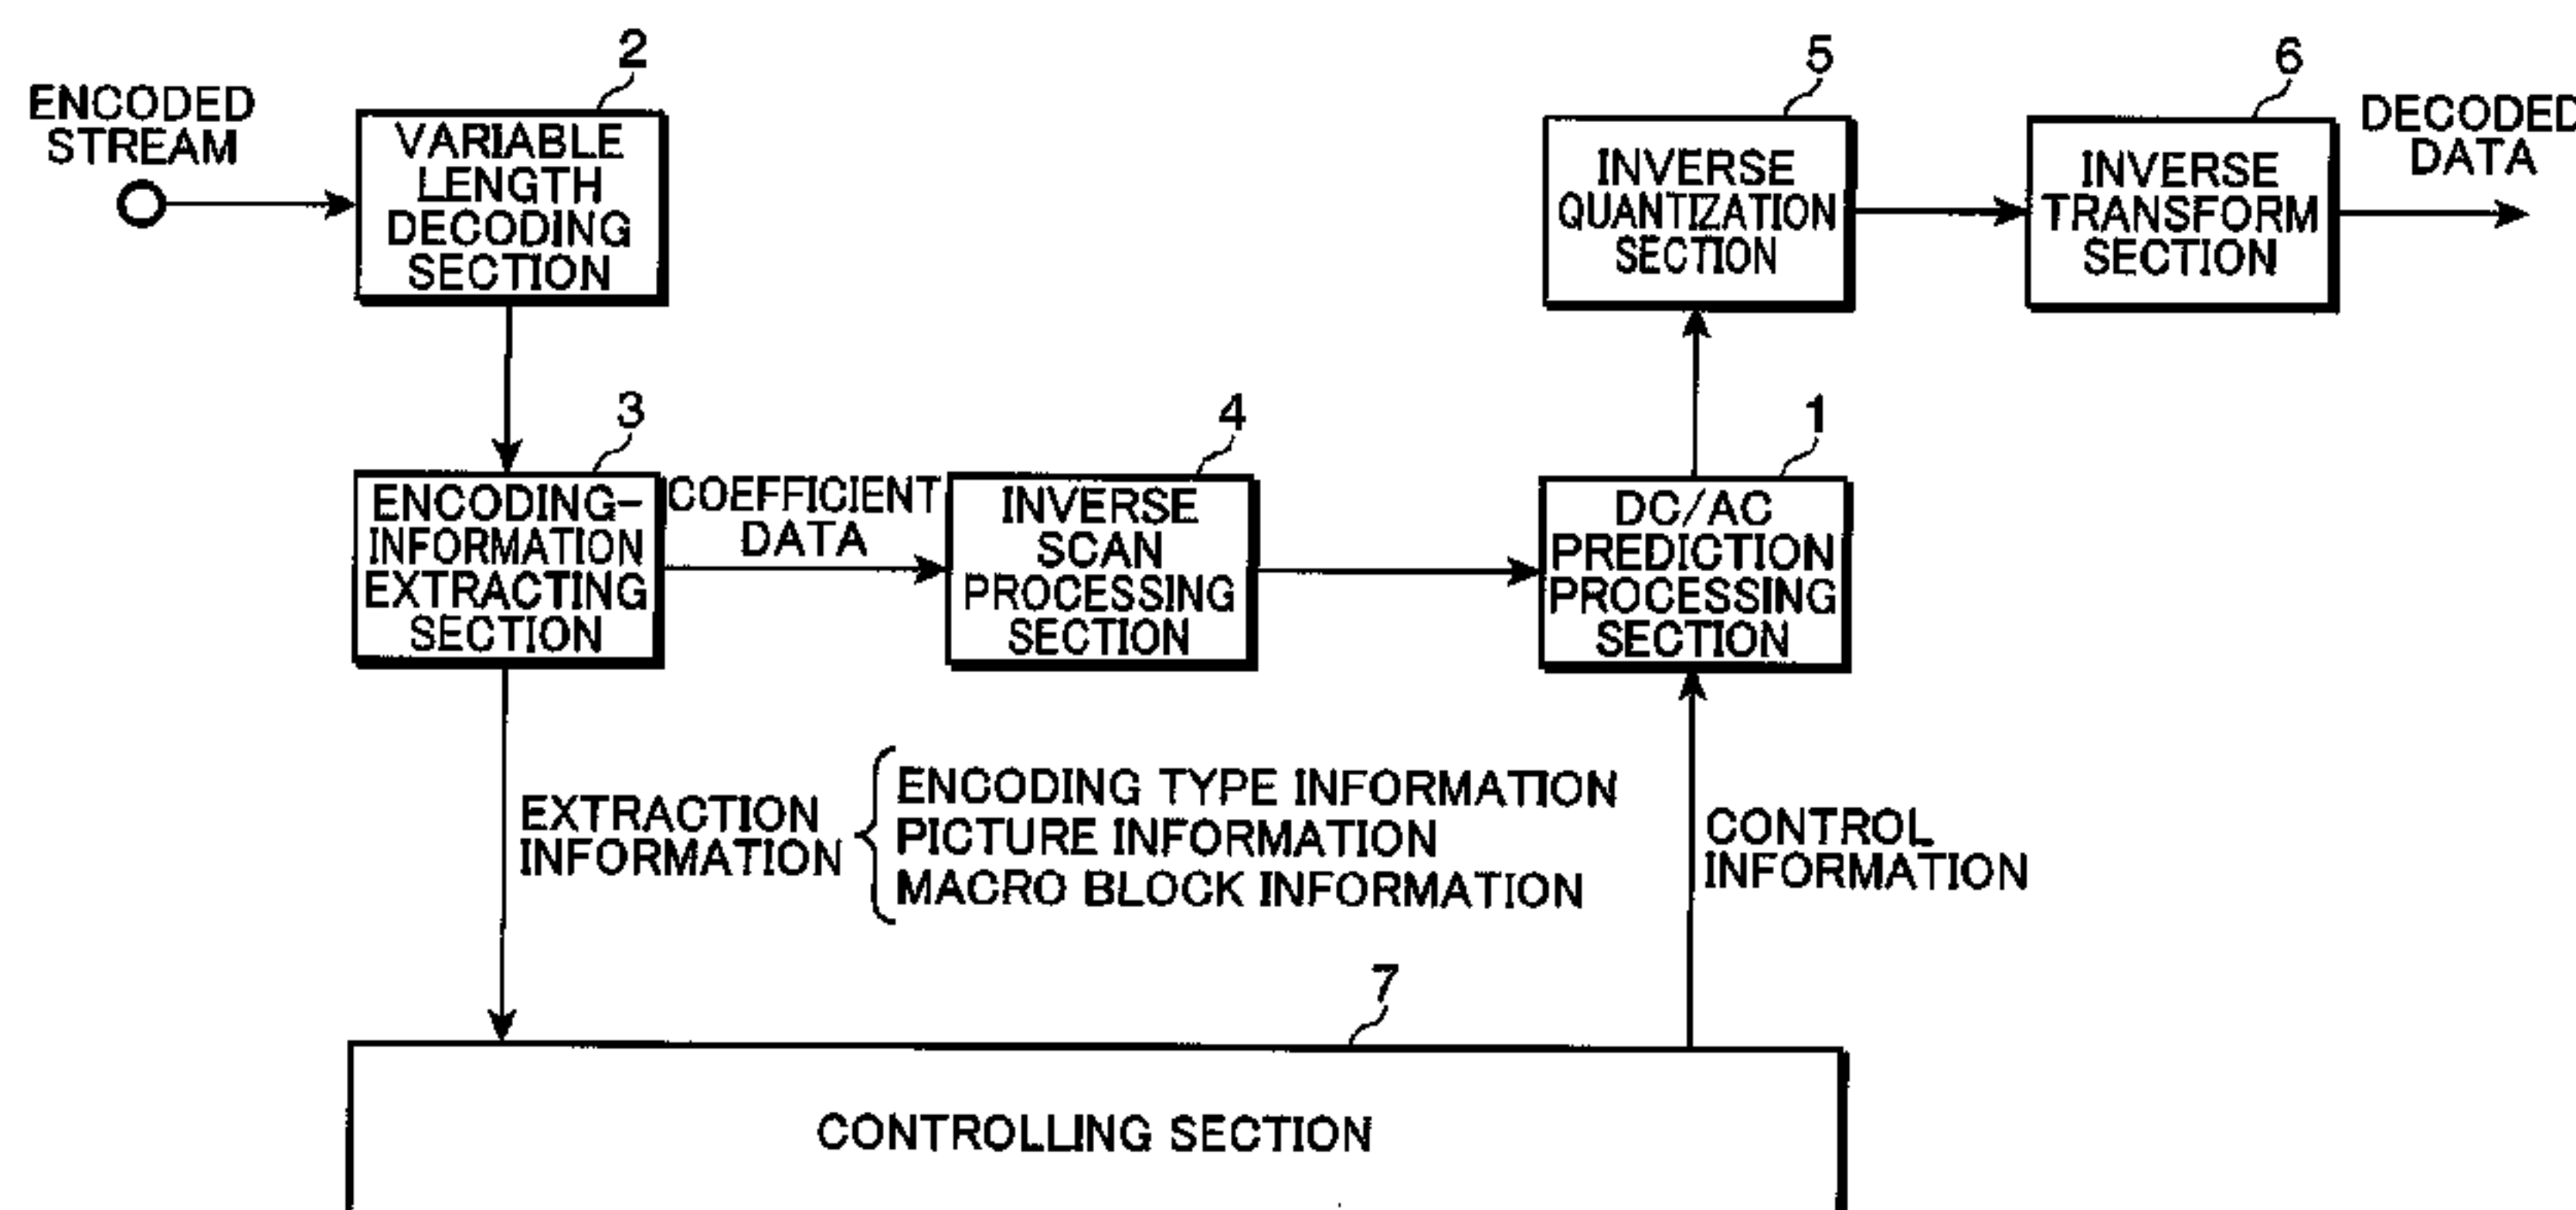 2
5
6
ENCODED
STREAM
VARIABLE
LENGTH
DECODING
SECTION
INVERSE
QUANTIZATION
SECTION
INVERSE
TRANSFORM
SECTION
DECODED
DATA
3
4
1
ENCODING-
INFORMATION
EXTRACTING
SECTION
COEFFICIENT
DATA
INVERSE
SCAN
PROCESSING
SECTION
DC/AC
PREDICTION
PROCESSING
SECTION
EXTRACTION
INFORMATION
ENCODING TYPE INFORMATION
PICTURE INFORMATION
MACRO BLOCK INFORMATION
CONTROL
INFORMATION
7
CONTROLLING SECTION